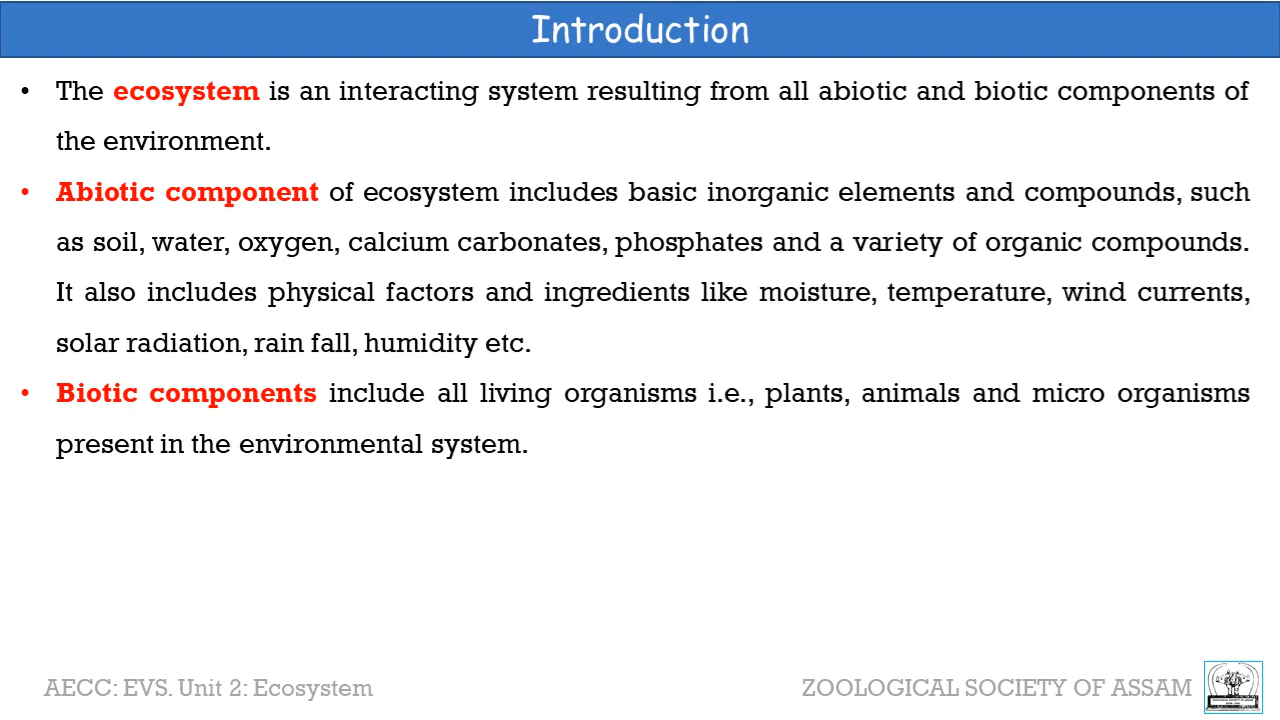 Introduction
• The ecosystem is an interacting system resulting from all abiotic and biotic components of
the environment.
• Abiotic component of ecosystem includes basic inorganic elements and compounds, such
as soil, water, oxygen, calcium carbonates, phosphates and a variety of organic compounds.
It also includes physical factors and ingredients like moisture, temperature, wind currents,
solar radiation, rain fall, humidity etc.
• Biotic components include all living organisms i.e., plants, animals and micro organisms
present in the environmental system.
AECC: EVS. Unit 2: Ecosystem
ZOOLOGICAL SOCIETY OF ASSAM